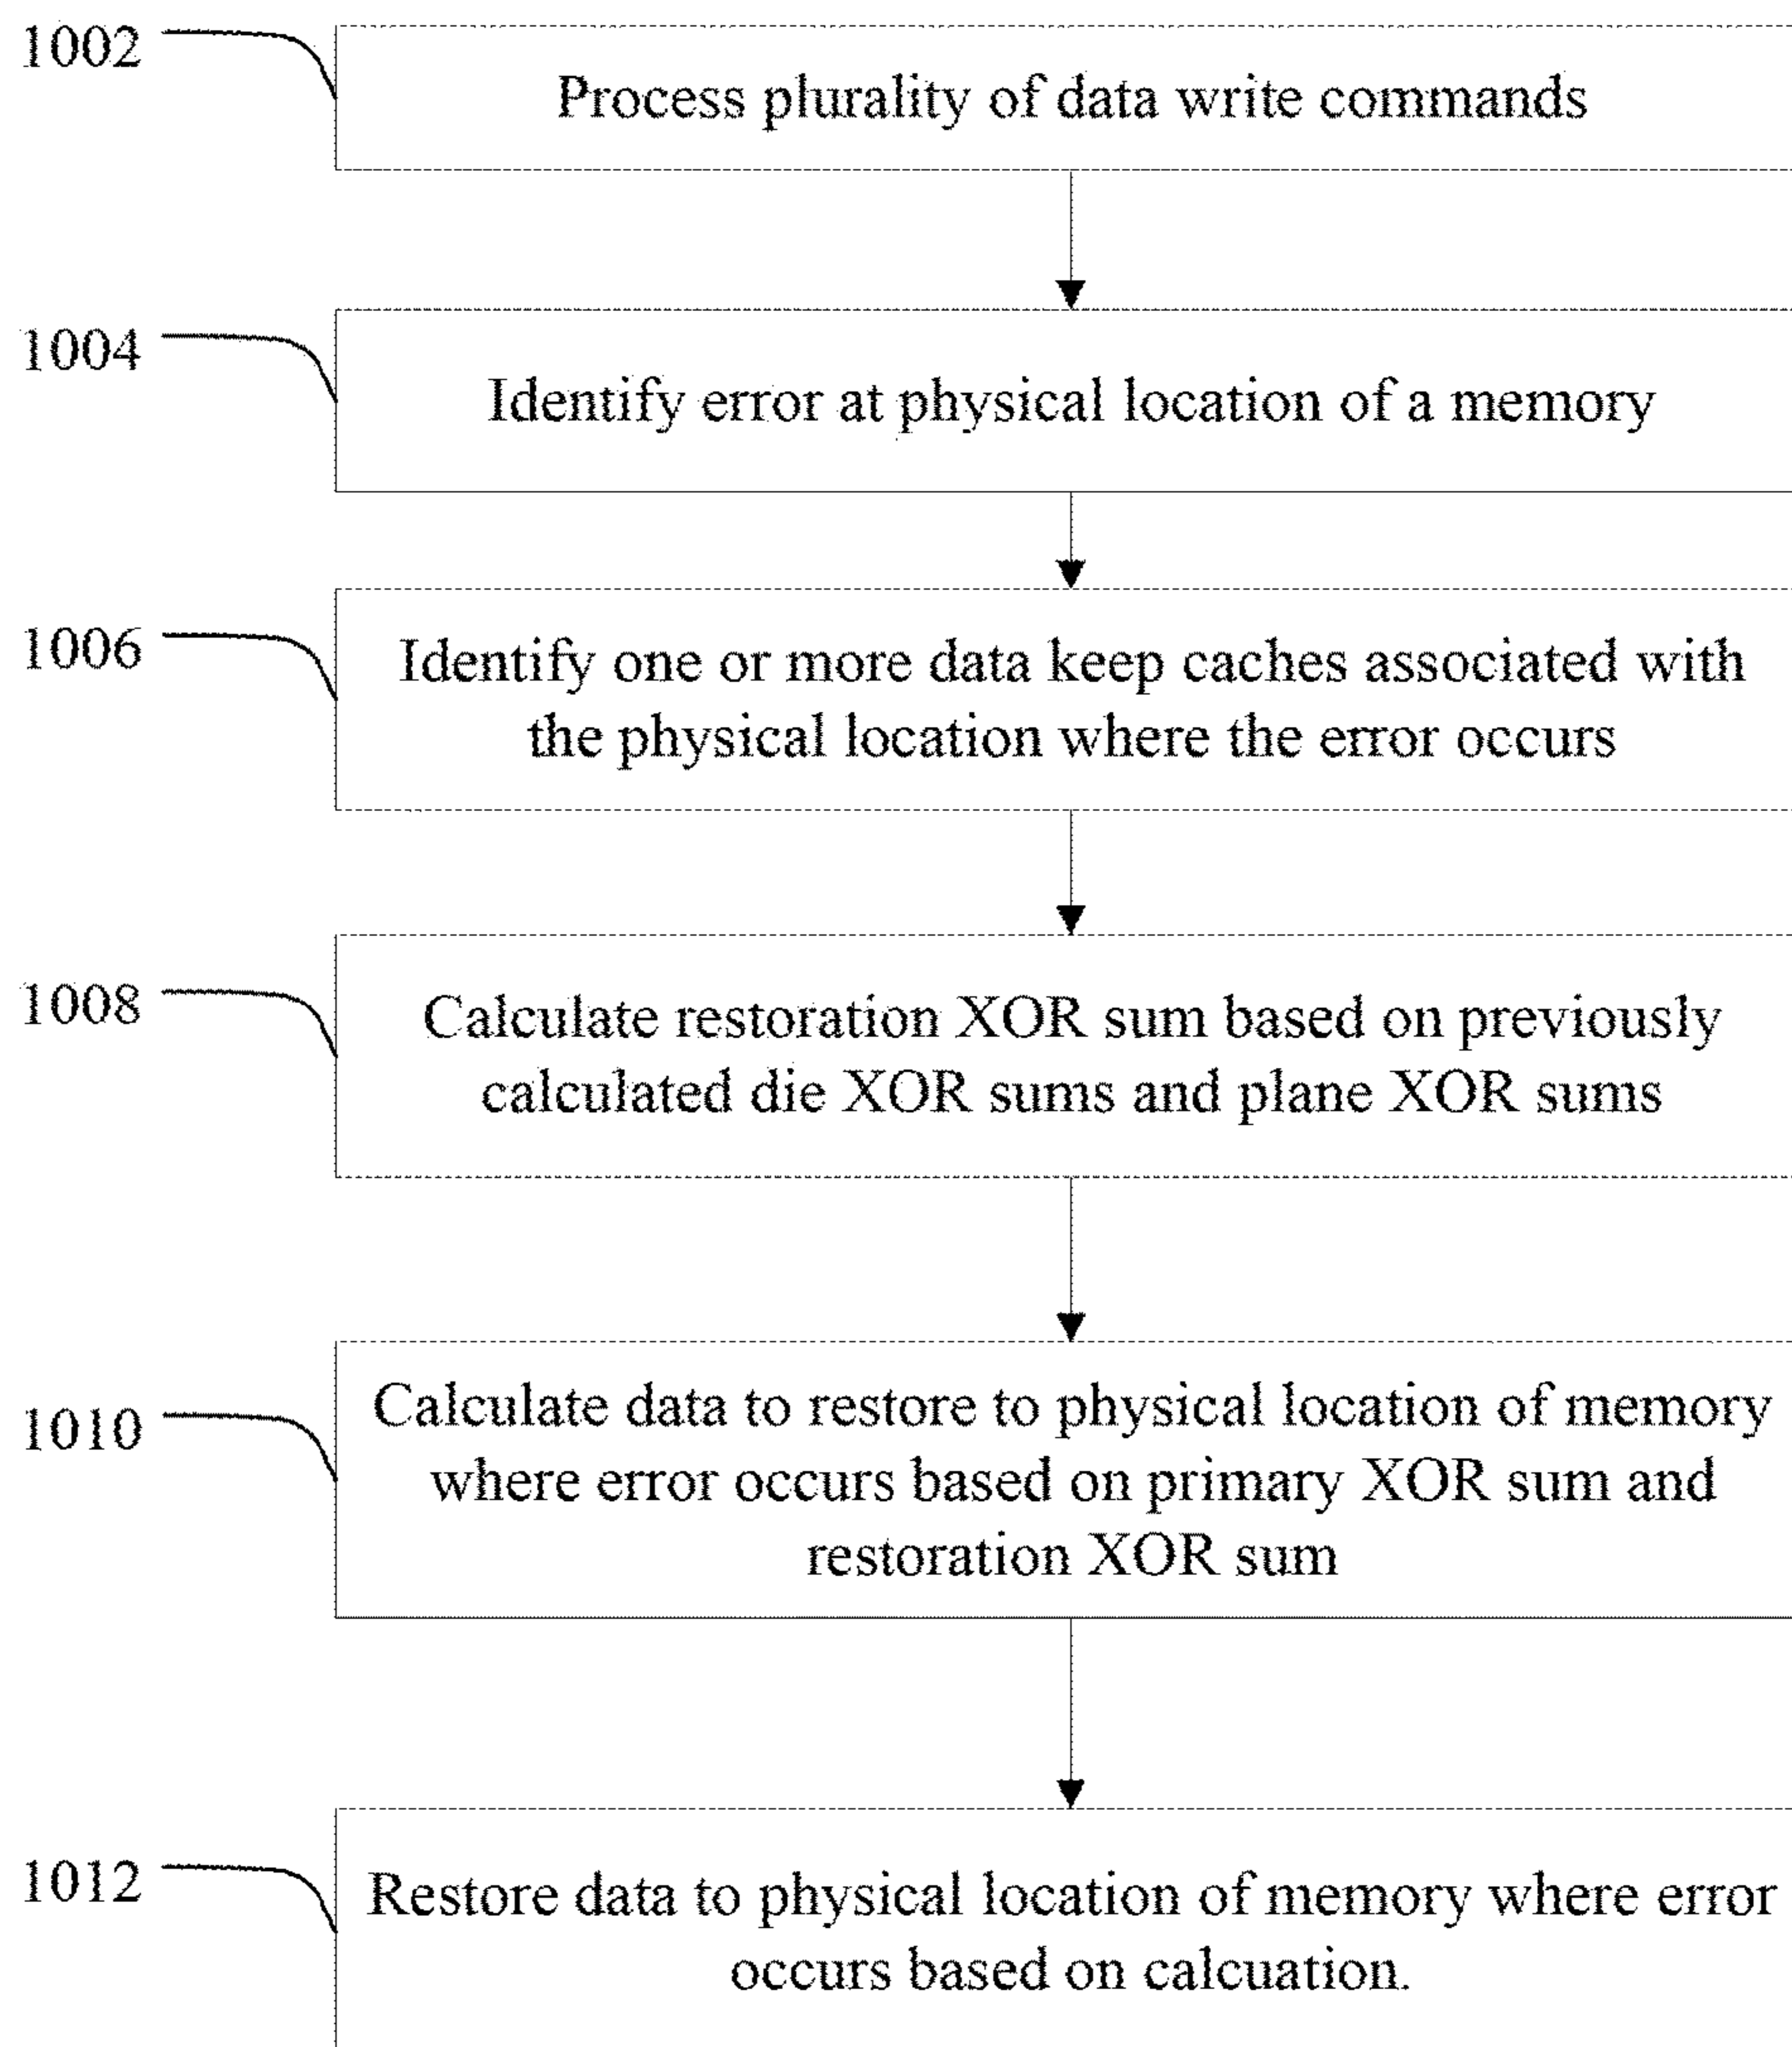 1002
Process plurality of data write commands
1004
Identify error at physical location of a memory
1006
Identify one or more data keep caches associated with
the physical location where the error occurs
1008
Calculate restoration XOR sum based on previously
calculated die XOR sums and plane XOR sums
1010
Calculate data to restore to physical location of memory
where error occurs based on primary XOR sum and
restoration XOR sum
1012
Restore data to physical location of memory where error
occurs based on calcuation.